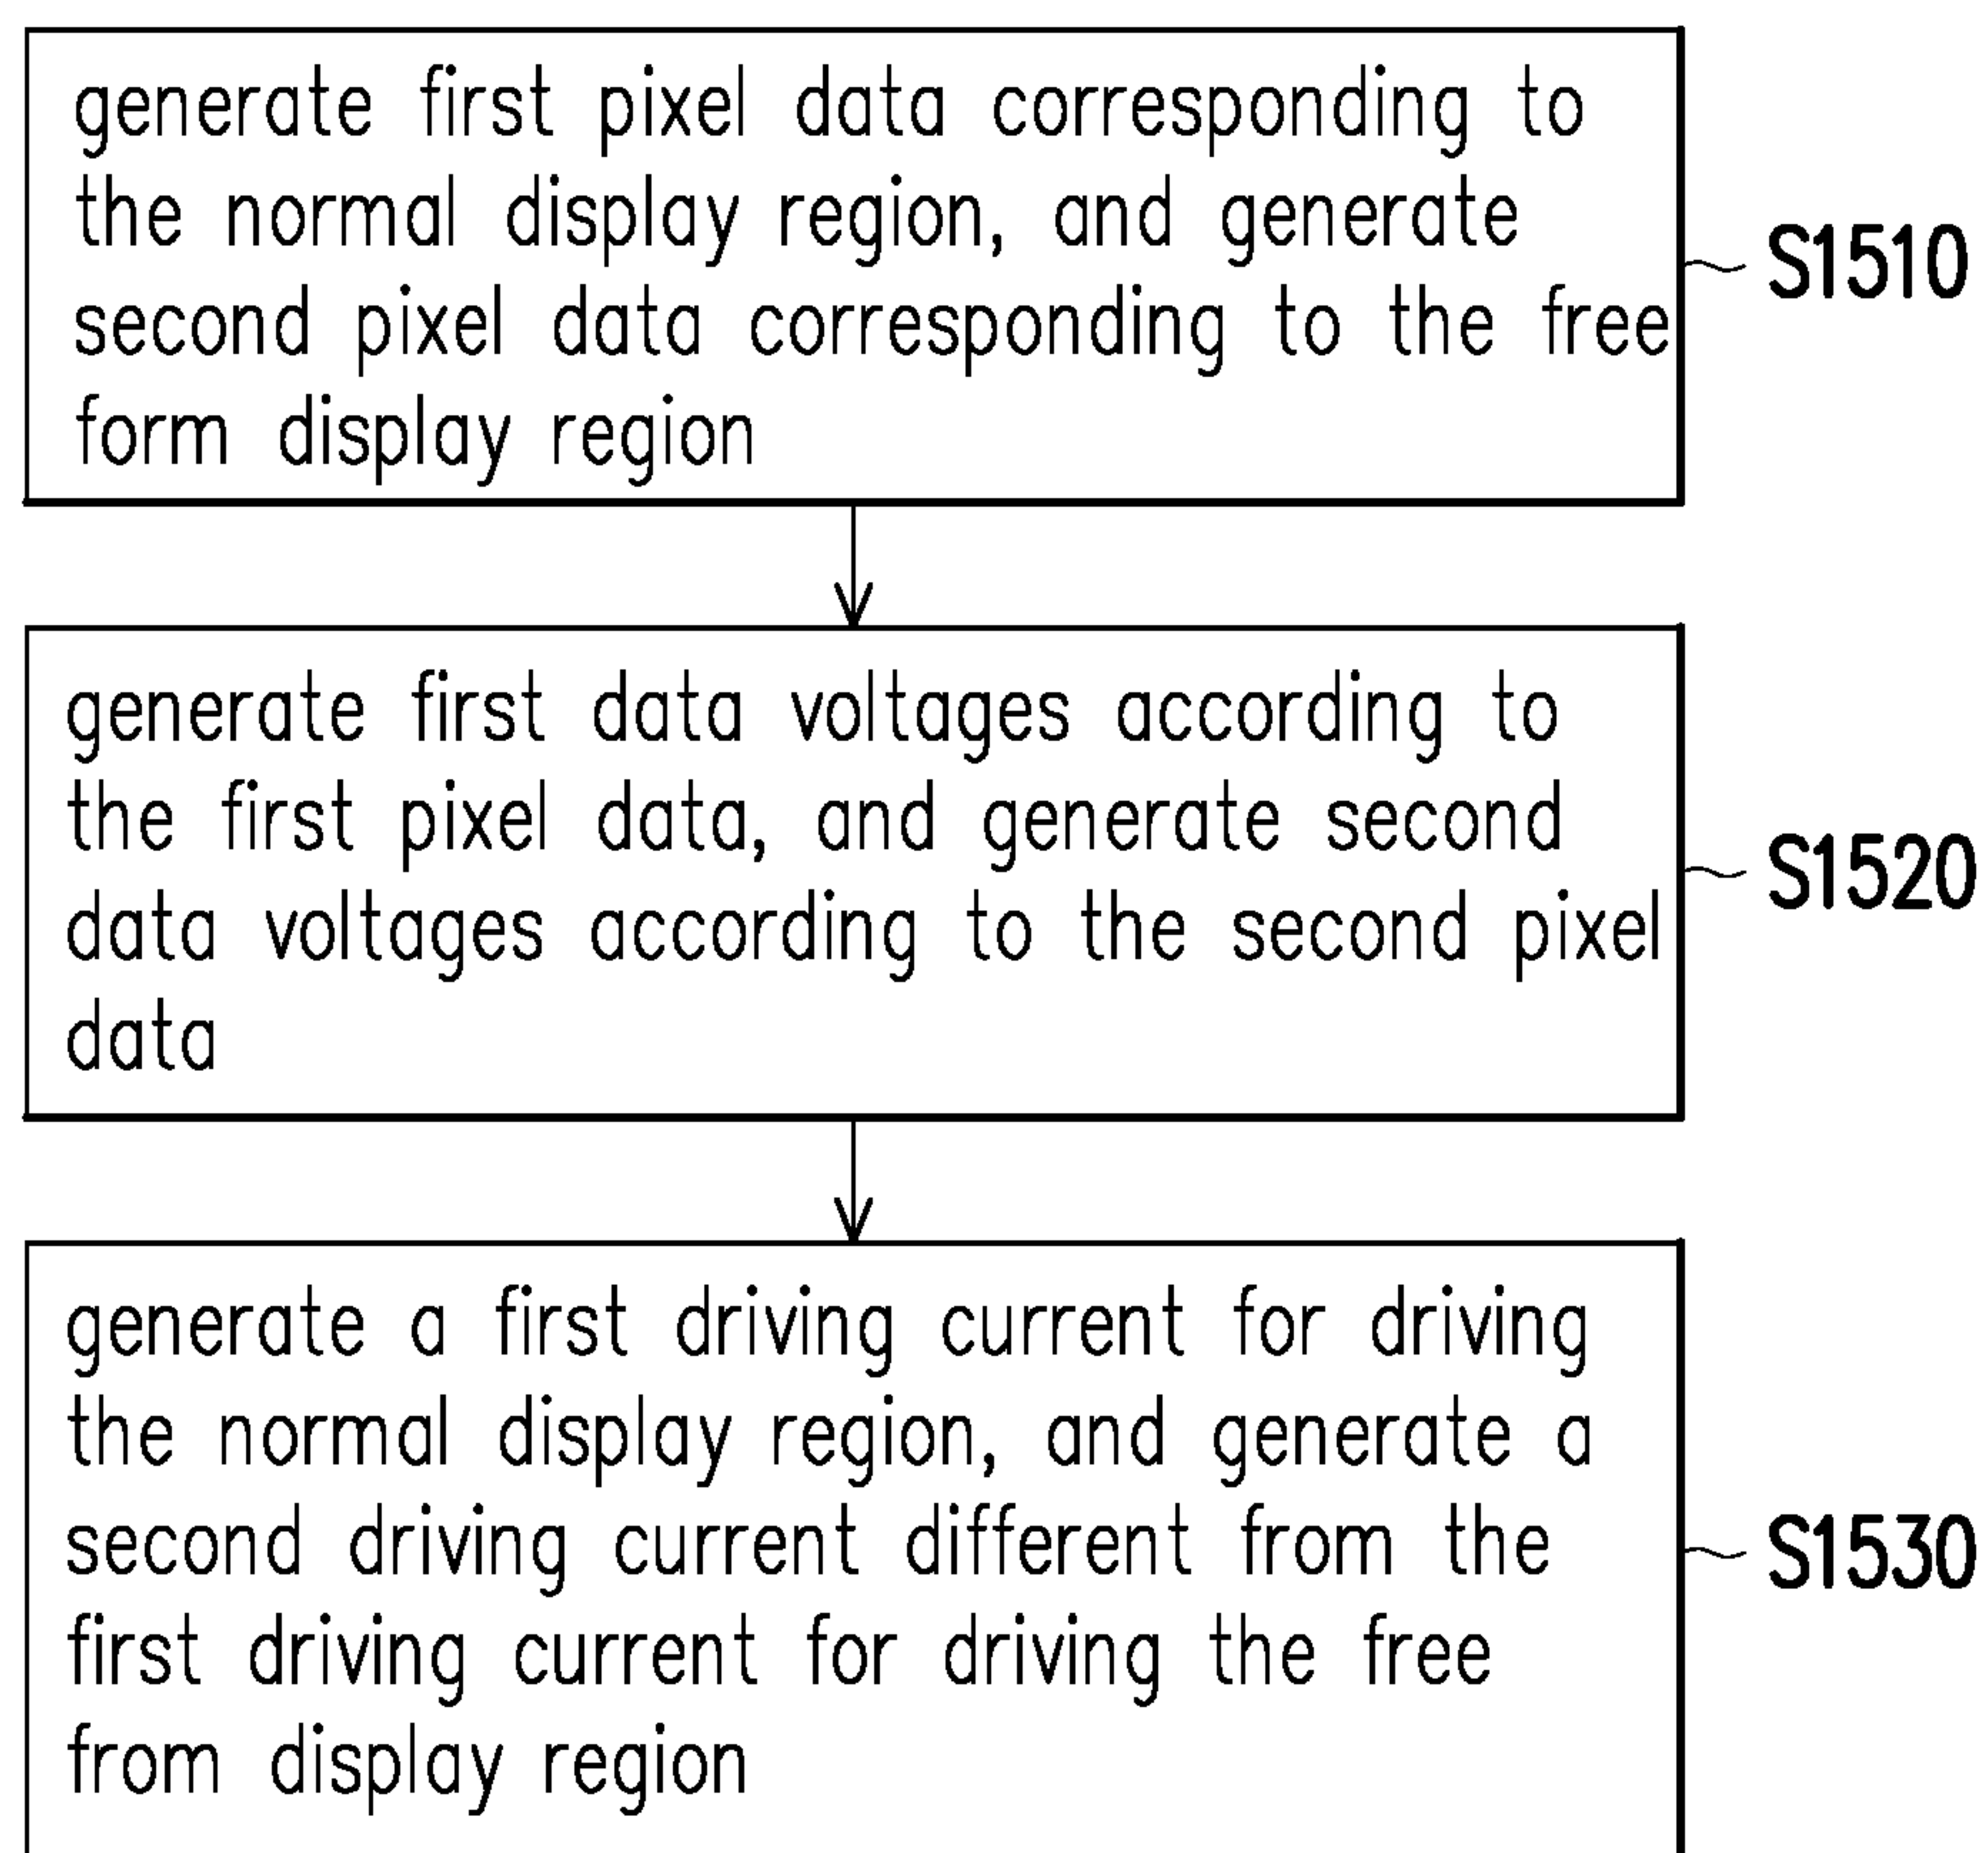 generate first pixel data corresponding to
the normal display region, and generate
second pixel data corresponding to the free
form display region
S1510
generate first data voltages according to
the first pixel data, and generate second
data voltages according to the second pixel
data
S1520
generate a first driving current for driving
the normal display region, and generate a
second driving current different from the
first driving current for driving the free
from display region
S1530